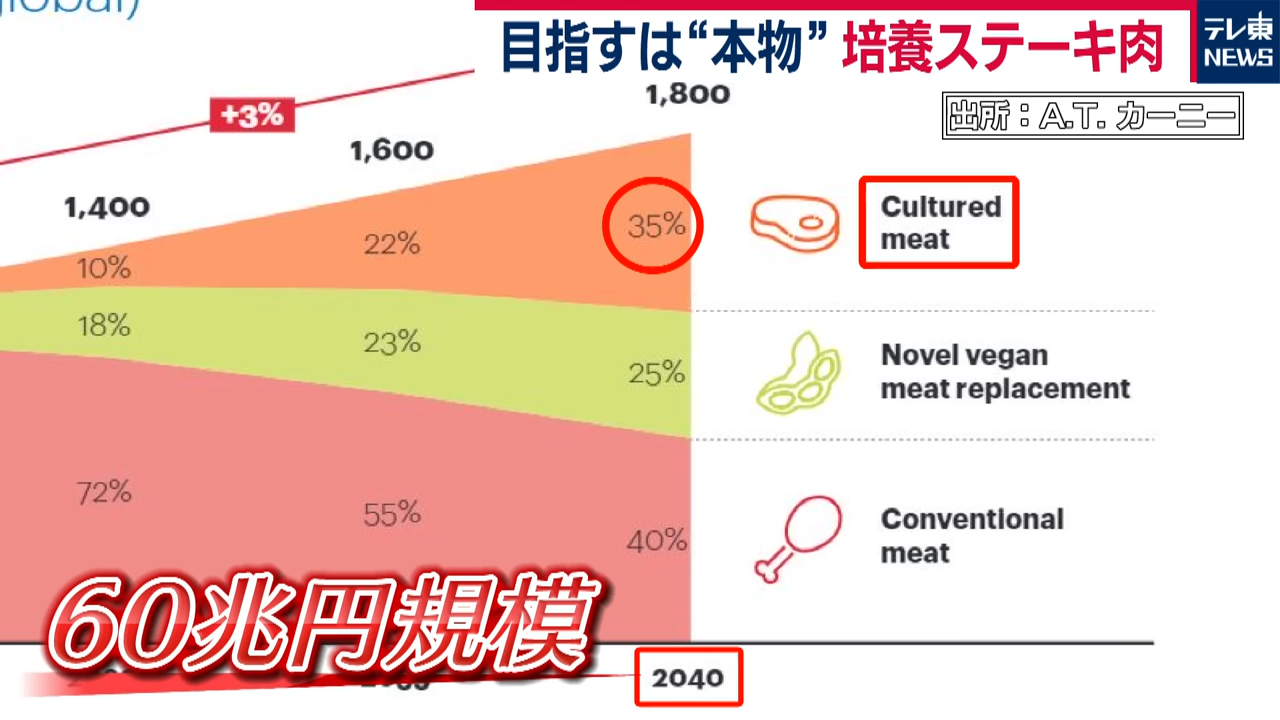 global)
目指すは“本物” 培養ステーキ肉
テレ東
NEWS
出所：A.T. カーニー
+3%
1,400
1,600
1,800
10%
22%
35%
Cultured
meat
18%
23%
25%
Novel vegan
meat replacement
72%
55%
40%
Conventional
meat
60兆円規模
2040